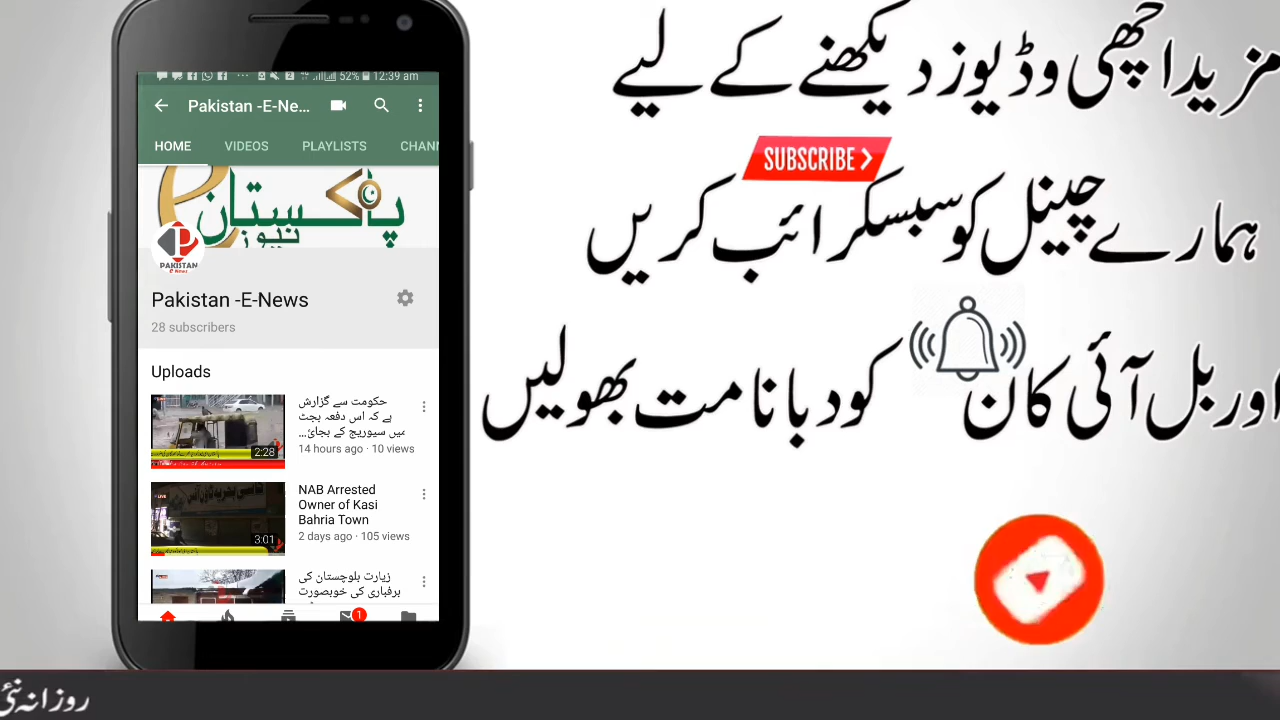 52% 12:39 am
Pakistan -E-Ne...
HOME VIDEOS PLAYLISTS CHANN
پاکستان
نیوز
PAKISTAN
e News
Pakistan -E-News
28 subscribers
Uploads
حکومت سے گزارش
ہے کہ اس دفعہ بجٹ
میں سیوریج کے بجائ...
14 hours ago · 10 views
2:28
NAB Arrested
Owner of Kasi
Bahria Town
2 days ago · 105 views
3:01
زیارت بلوچستان کی
برفباری کی خوبصورت
1
مزید اچھی وڈیوز دیکھنے کے لیے
SUBSCRIBE
ہمارے چینل کو سبسکرائب کریں
اور بل آئی کان کو دبانا مت بھولیں
روزانہ نئی